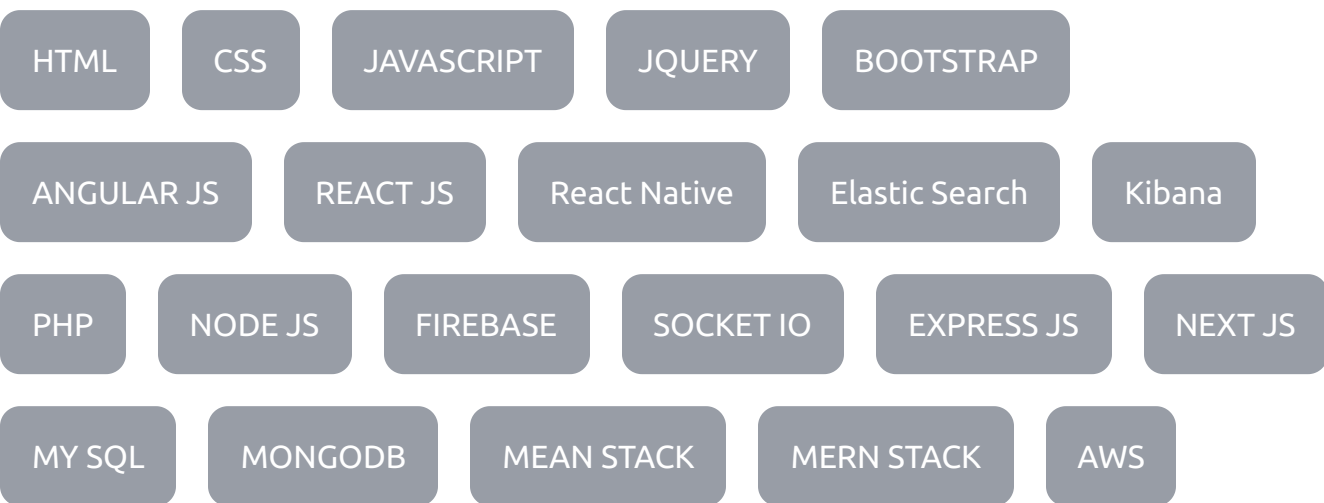 HTML CSS JAVASCRIPT JQUERY BOOTSTRAP
ANGULAR JS REACT JS React Native Elastic Search Kibana
PHP NODE JS FIREBASE SOCKET IO EXPRESS JS NEXT JS
MY SQL MONGODB MEAN STACK MERN STACK AWS